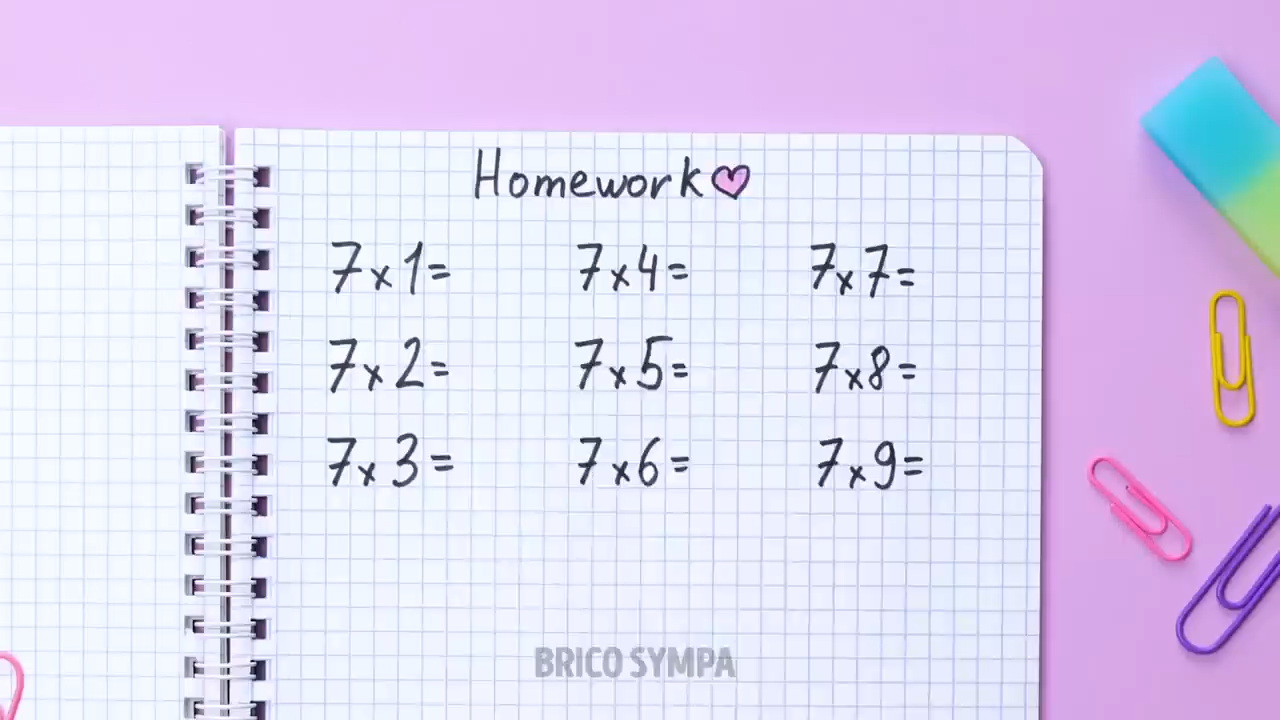 Homework
7x1= 7x4= 7x7=
7x2= 7x5= 7x8=
7x3= 7x6= 7x9=
BRICO SYMPA